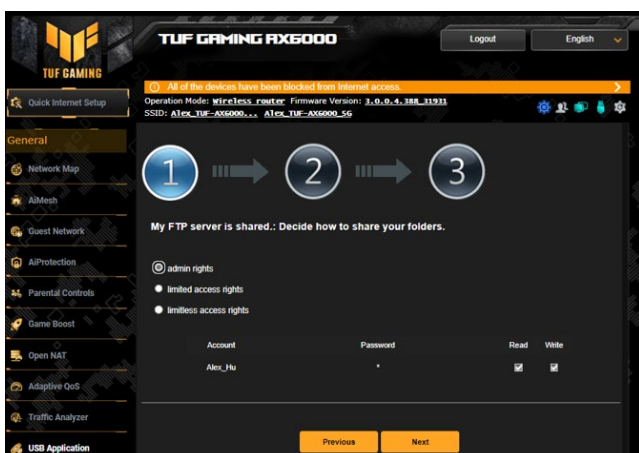 TUF GAMING
TUF GAMING AX6000
Logout
English
All of the devices have been blocked from Internet access.
Quick Internet Setup
Operation Mode: Wireless router Firmware Version: 3.0.0.4.388_31931
SSID: Alex_TUF-AX6000... Alex_TUF-AX6000_5G
General
Network Map
AiMesh
Guest Network
AiProtection
Parental Controls
Game Boost
Open NAT
Adaptive QoS
Traffic Analyzer
USB Application
1
2
3
My FTP server is shared.: Decide how to share your folders.
admin rights
limited access rights
limitless access rights
Account Password Read Write
Alex_Hu *
Previous Next